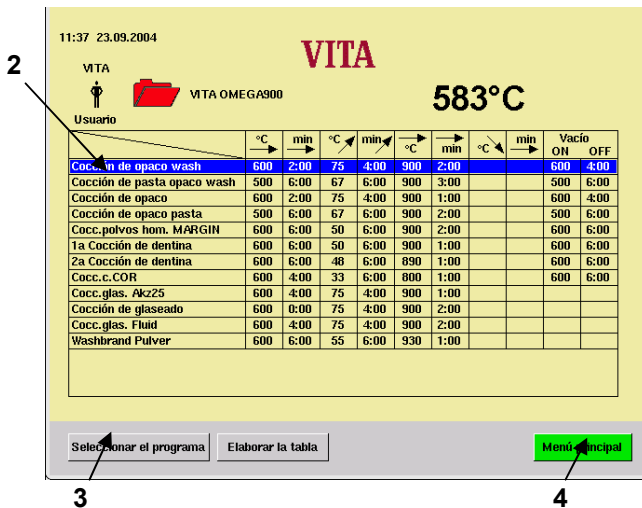 11:37 23.09.2004
VITA
2
VITA
VITA OMEGA900
583°C
Usuario
°C min °C min °C min °C min Vacío
ON OFF
Cocción de opaco wash 600 2:00 75 4:00 900 2:00 600 4:00
Cocción de pasta opaco wash 500 6:00 67 6:00 900 3:00 500 6:00
Cocción de opaco 600 2:00 75 4:00 900 1:00 600 4:00
Cocción de opaco pasta 500 6:00 67 6:00 900 2:00 500 6:00
Cocc.polvos hom. MARGIN 600 6:00 50 6:00 900 2:00 600 6:00
1a Cocción de dentina 600 6:00 50 6:00 900 1:00 600 6:00
2a Cocción de dentina 600 6:00 48 6:00 890 1:00 600 6:00
Cocc.c.COR 600 4:00 33 6:00 800 1:00 600 6:00
Cocc.glas. Akz25 600 4:00 75 4:00 900 1:00
Cocción de glaseado 600 0:00 75 4:00 900 2:00
Cocc.glas. Fluid 600 4:00 75 4:00 900 2:00
Washbrand Pulver 600 6:00 55 6:00 930 1:00
Seleccionar el programa Elaborar la tabla Menú principal
3 4